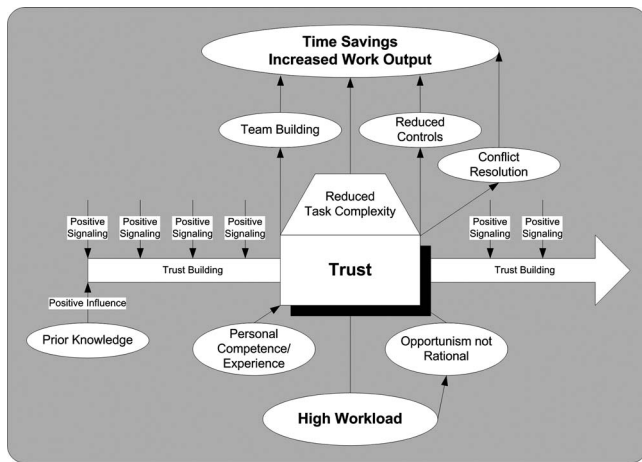 Time Savings
Increased Work Output
Team Building
Reduced
Controls
Conflict
Resolution
Reduced
Task Complexity
Positive
Signaling
Positive
Signaling
Positive
Signaling
Positive
Signaling
Positive
Signaling
Positive
Signaling
Trust Building
Trust
Trust Building
Positive Influence
Prior Knowledge
Personal
Competence/
Experience
Opportunism not
Rational
High Workload